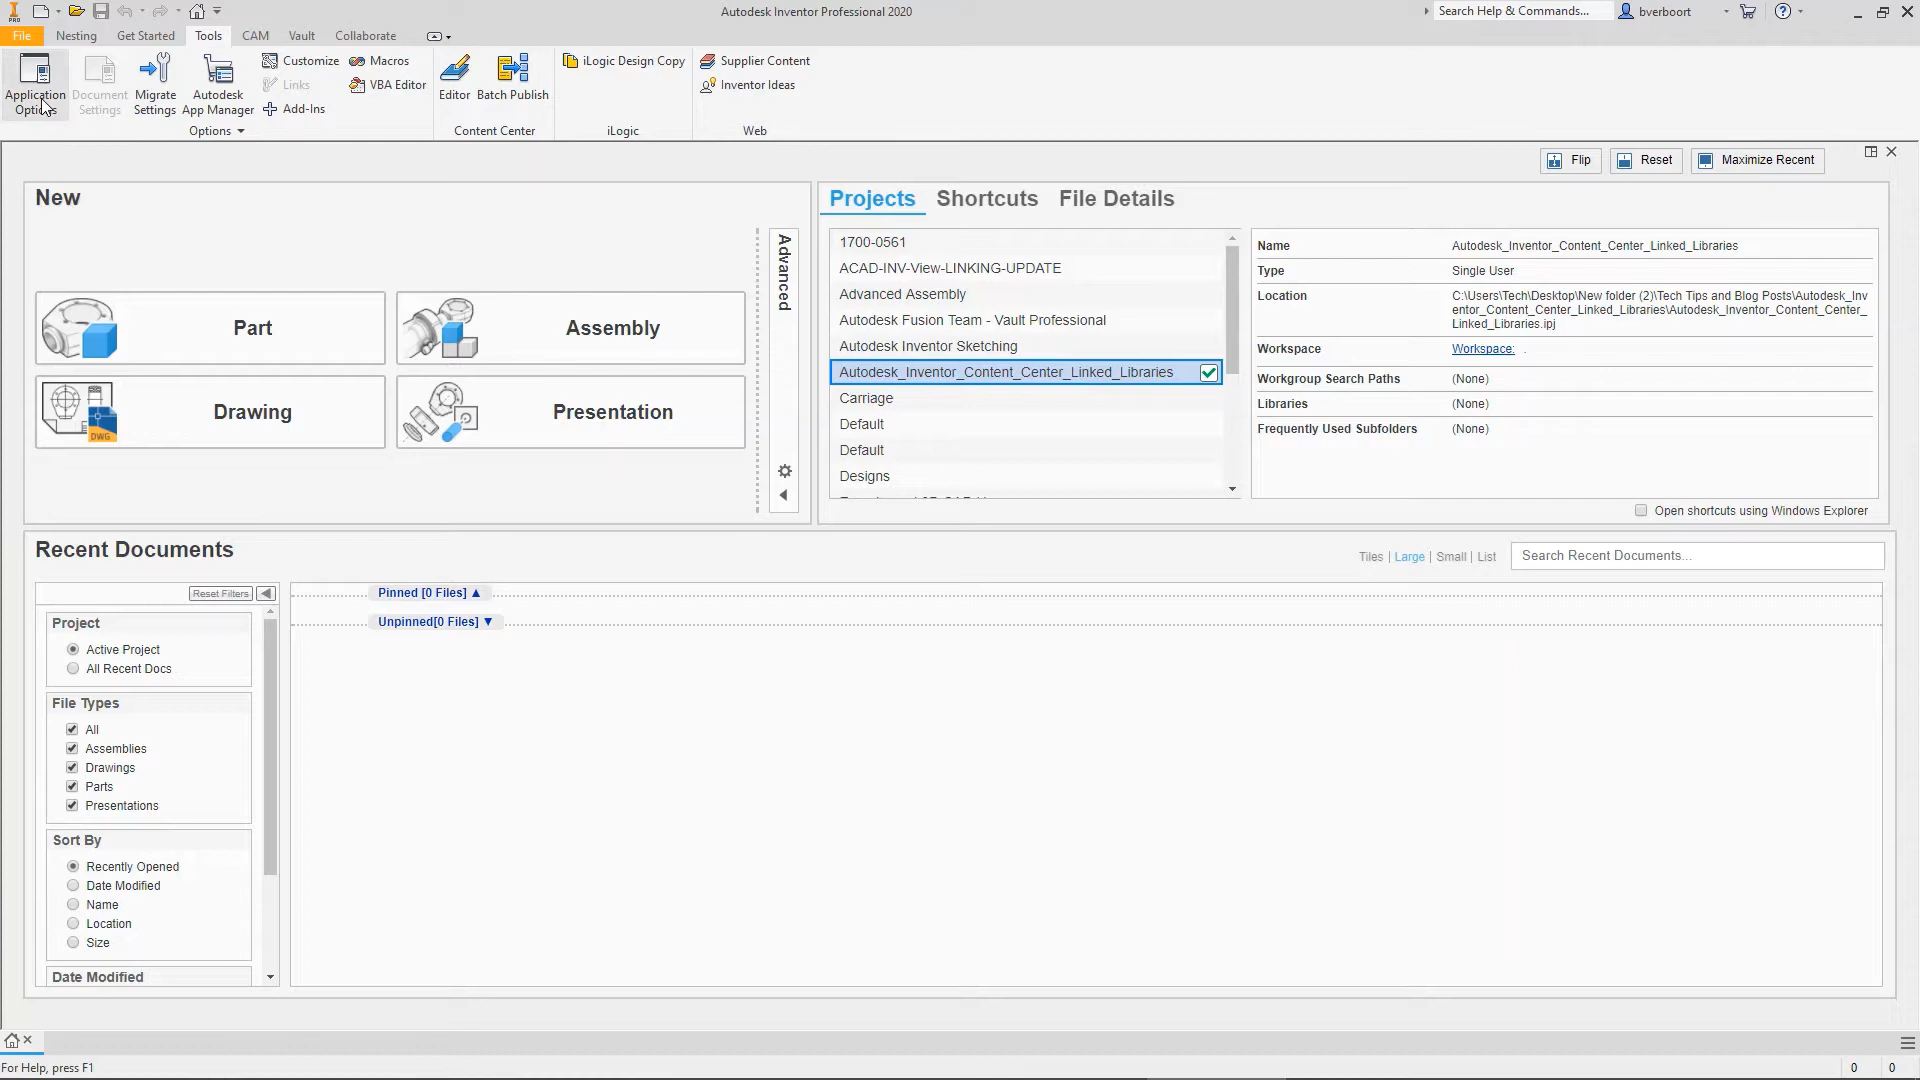 PRO
Autodesk Inventor Professional 2020
Search Help & Commands...
bverboort
File
Nesting
Get Started
Tools
CAM
Vault
Collaborate
Application
Options
Document
Settings
Migrate
Settings
Autodesk
App Manager
Customize
Links
Add-Ins
Macros
VBA Editor
Options
Editor
Batch Publish
Content Center
iLogic Design Copy
iLogic
Supplier Content
Inventor Ideas
Web
Flip
Reset
Maximize Recent
New
Advanced
Part
Assembly
Drawing
DWG
Presentation
Projects
Shortcuts
File Details
1700-0561
ACAD-INV-View-LINKING-UPDATE
Advanced Assembly
Autodesk Fusion Team - Vault Professional
Autodesk Inventor Sketching
Autodesk_Inventor_Content_Center_Linked_Libraries
Carriage
Default
Default
Designs
Name Autodesk_Inventor_Content_Center_Linked_Libraries
Type Single User
Location C:\Users\Tech\Desktop\New folder (2)\Tech Tips and Blog Posts\Autodesk_Inv
entor_Content_Center_Linked_Libraries\Autodesk_Inventor_Content_Center_
Linked_Libraries.ipj
Workspace Workspace: .
Workgroup Search Paths (None)
Libraries (None)
Frequently Used Subfolders (None)
Open shortcuts using Windows Explorer
Recent Documents
Tiles | Large | Small | List
Search Recent Documents...
Reset Filters
Project
Active Project
All Recent Docs
File Types
All
Assemblies
Drawings
Parts
Presentations
Sort By
Recently Opened
Date Modified
Name
Location
Size
Date Modified
Pinned [0 Files] ▲
Unpinned[0 Files] ▼
For Help, press F1
0 0